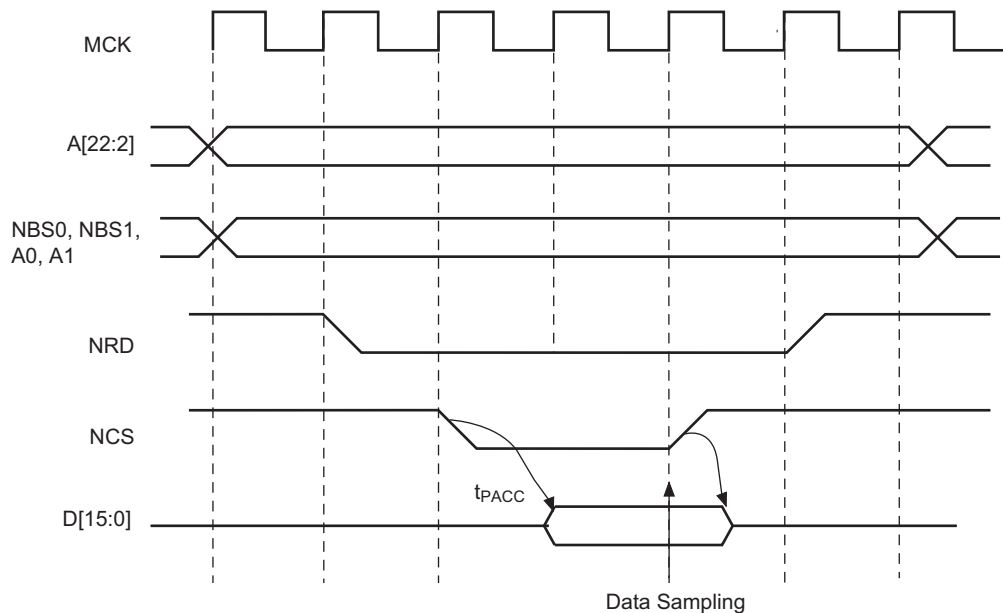 MCK
A[22:2]
NBS0, NBS1,
A0, A1
NRD
NCS
tPACC
D[15:0]
Data Sampling